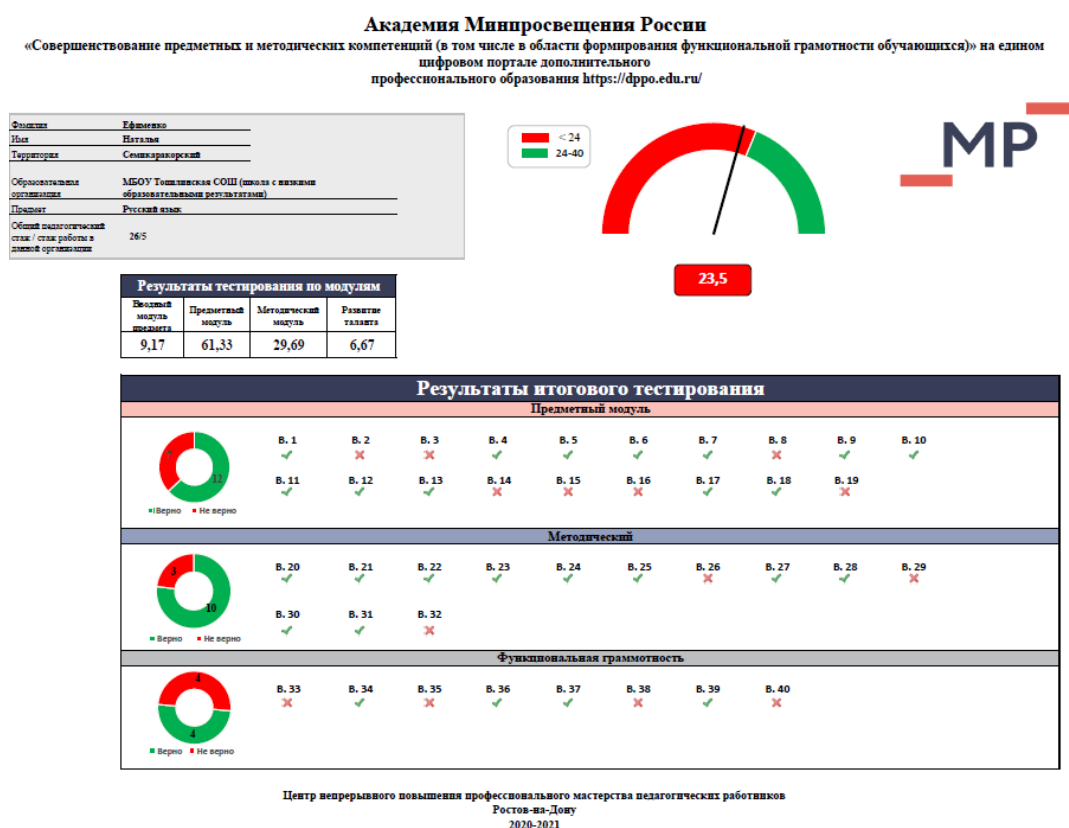 Академия Минпросвещения России
«Совершенствование предметных и методических компетенций (в том числе в области формирования функциональной грамотности обучающихся)» на едином
цифровом портале дополнительного
профессионального образования https://dppo.edu.ru/
Фамилия Ефименко
Имя Наталья
Территория Семикаракорский
Образовательная организация МБОУ Топилинская СОШ (школа с низкими образовательными результатами)
Предмет Русский язык
Общий педагогический стаж / стаж работы в данной организации 26/5
< 24
24-40
МР
23,5
Результаты тестирования по модулям
Вводный модуль предмета Предметный модуль Методический модуль Развитие таланта
9,17 61,33 29,69 6,67
Результаты итогового тестирования
Предметный модуль
В. 1 В. 2 В. 3 В. 4 В. 5 В. 6 В. 7 В. 8 В. 9 В. 10
7
12
В. 11 В. 12 В. 13 В. 14 В. 15 В. 16 В. 17 В. 18 В. 19
Верно Не верно
Методический
В. 20 В. 21 В. 22 В. 23 В. 24 В. 25 В. 26 В. 27 В. 28 В. 29
3
10
В. 30 В. 31 В. 32
Верно Не верно
Функциональная граммотность
4
В. 33 В. 34 В. 35 В. 36 В. 37 В. 38 В. 39 В. 40
4
Верно Не верно
Центр непрерывного повышения профессионального мастерства педагогических работников
Ростов-на-Дону
2020-2021